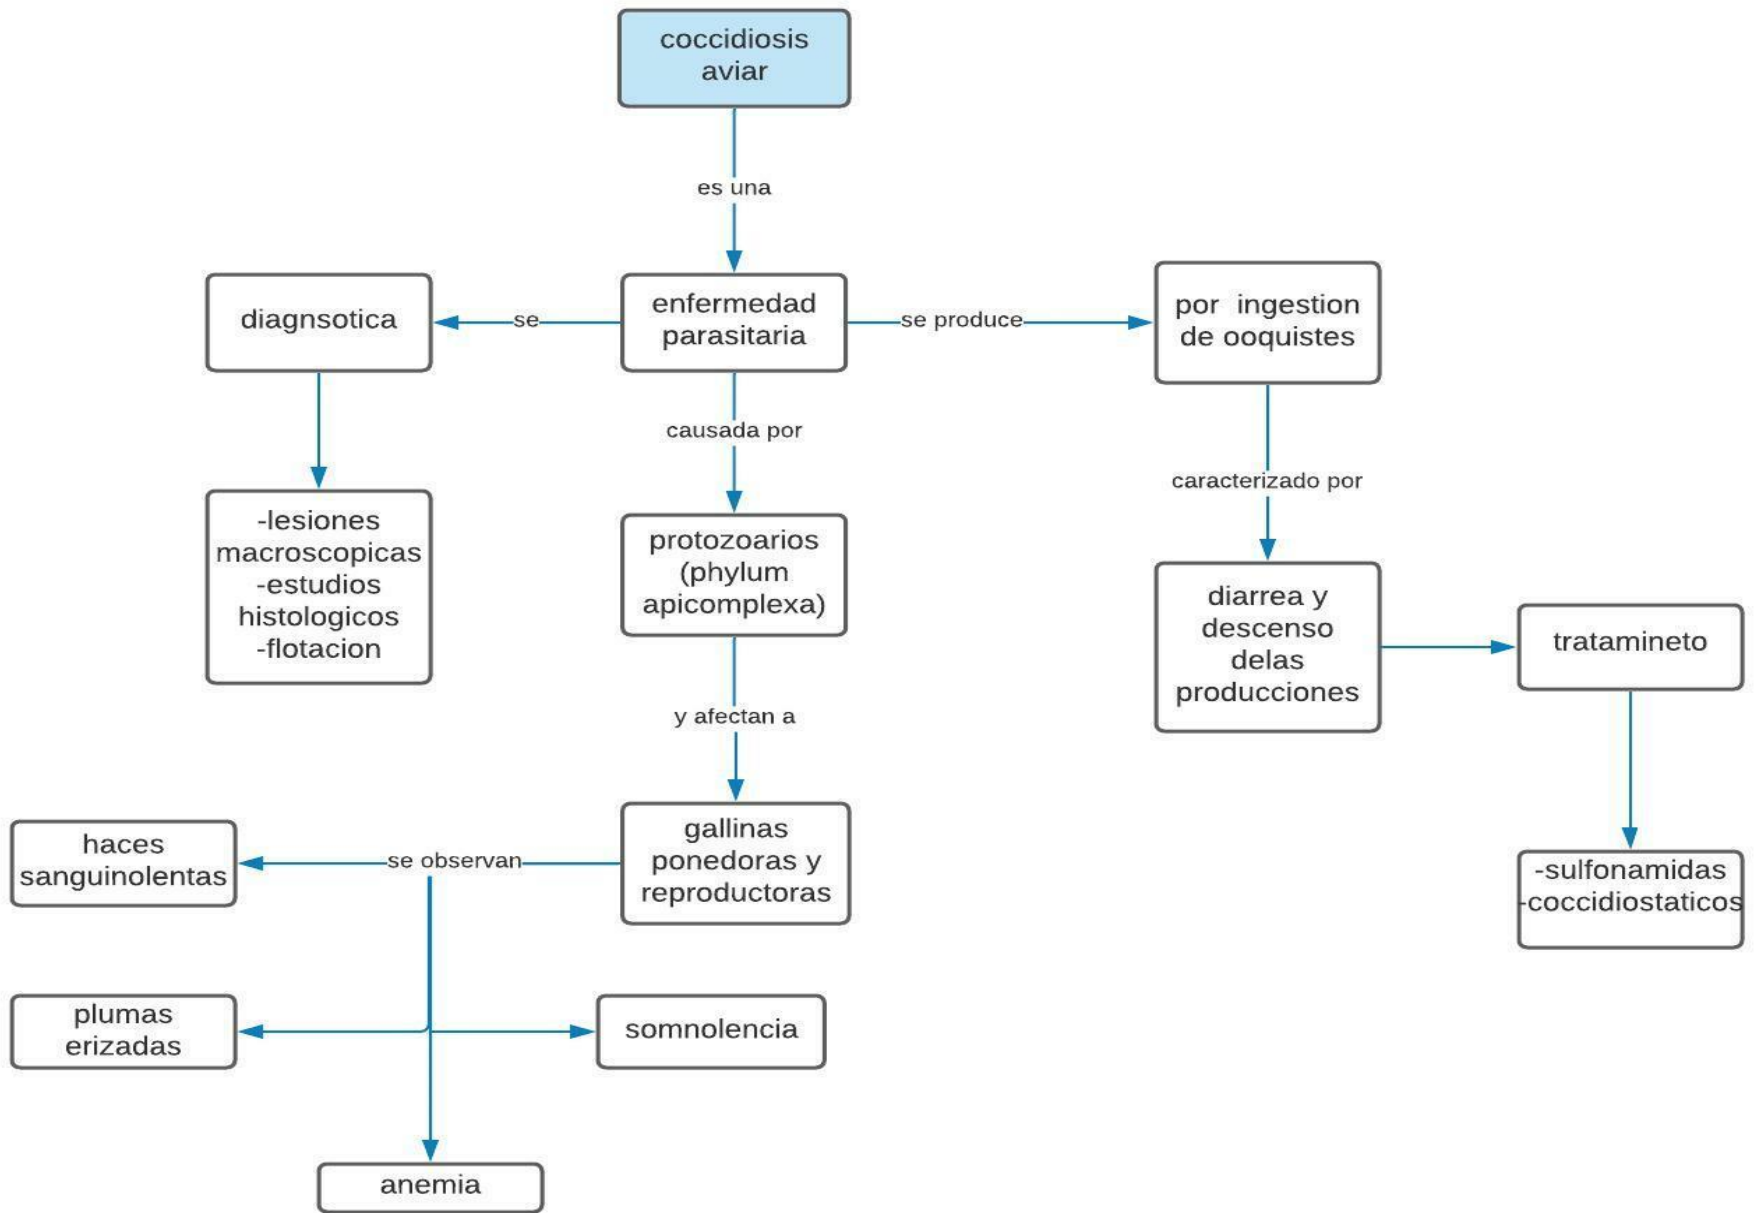 coccidiosis
aviar
es una
diagnsotica
se
enfermedad
parasitaria
se produce
por ingestion
de ooquistes
causada por
caracterizado por
-lesiones
macroscopicas
-estudios
histologicos
-flotacion
protozoarios
(phylum
apicomplexa)
diarrea y
descenso
delas
producciones
tratamineto
y afectan a
haces
sanguinolentas
se observan
gallinas
ponedoras y
reproductoras
-sulfonamidas
-coccidiostaticos
plumas
erizadas
somnolencia
anemia